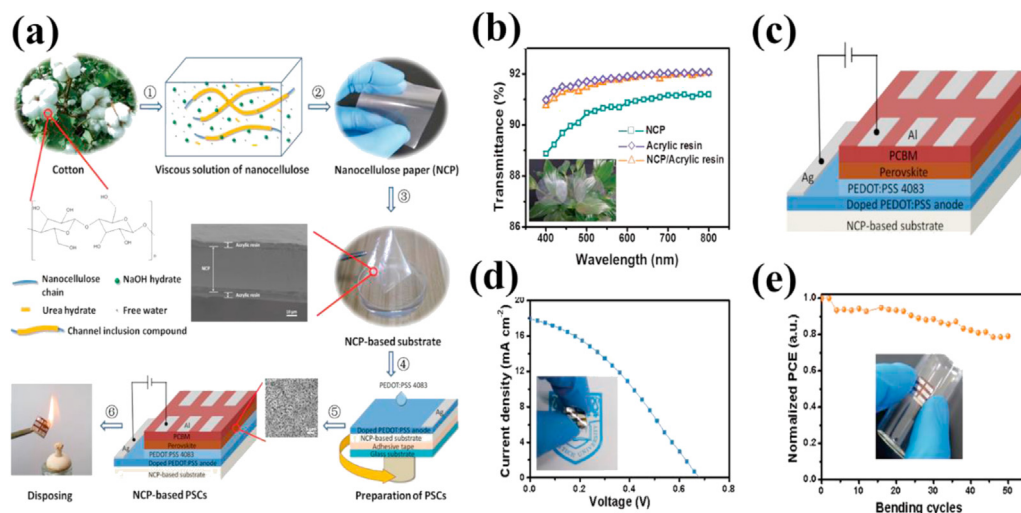 (a)
①
②
Cotton
Viscous solution of nanocellulose
Nanocellulose paper (NCP)
③
HO
OH
HO
OH
O
HO
OH
n
Acrylic resin
NCP
Acrylic resin
Nanocellulose
chain
NaOH hydrate
Urea hydrate
Free water
Channel inclusion compound
NCP-based substrate
④
PEDOT:PSS 4083
Ag
Doped PEDOT:PSS anode
NCP-based substrate
Adhesive tape
Glass substrate
⑤
⑥
Al
PCBM
Perovskite
PEDOT:PSS 4083
Doped PEDOT:PSS anode
NCP-based substrate
Disposing
NCP-based PSCs
Preparation of PSCs
(b)
Transmittance (%)
92
90
88
86
NCP
Acrylic resin
NCP/Acrylic resin
400
500
600
700
800
Wavelength (nm)
(c)
Ag
Al
PCBM
Perovskite
PEDOT:PSS 4083
Doped PEDOT:PSS anode
NCP-based substrate
(d)
Current density (mA cm⁻²)
20
16
12
8
4
0
0.0
0.2
0.4
0.6
0.8
Voltage (V)
(e)
Normalized PCE (a.u.)
1.0
0.8
0.6
0.4
0.2
0.0
0
10
20
30
40
50
Bending cycles